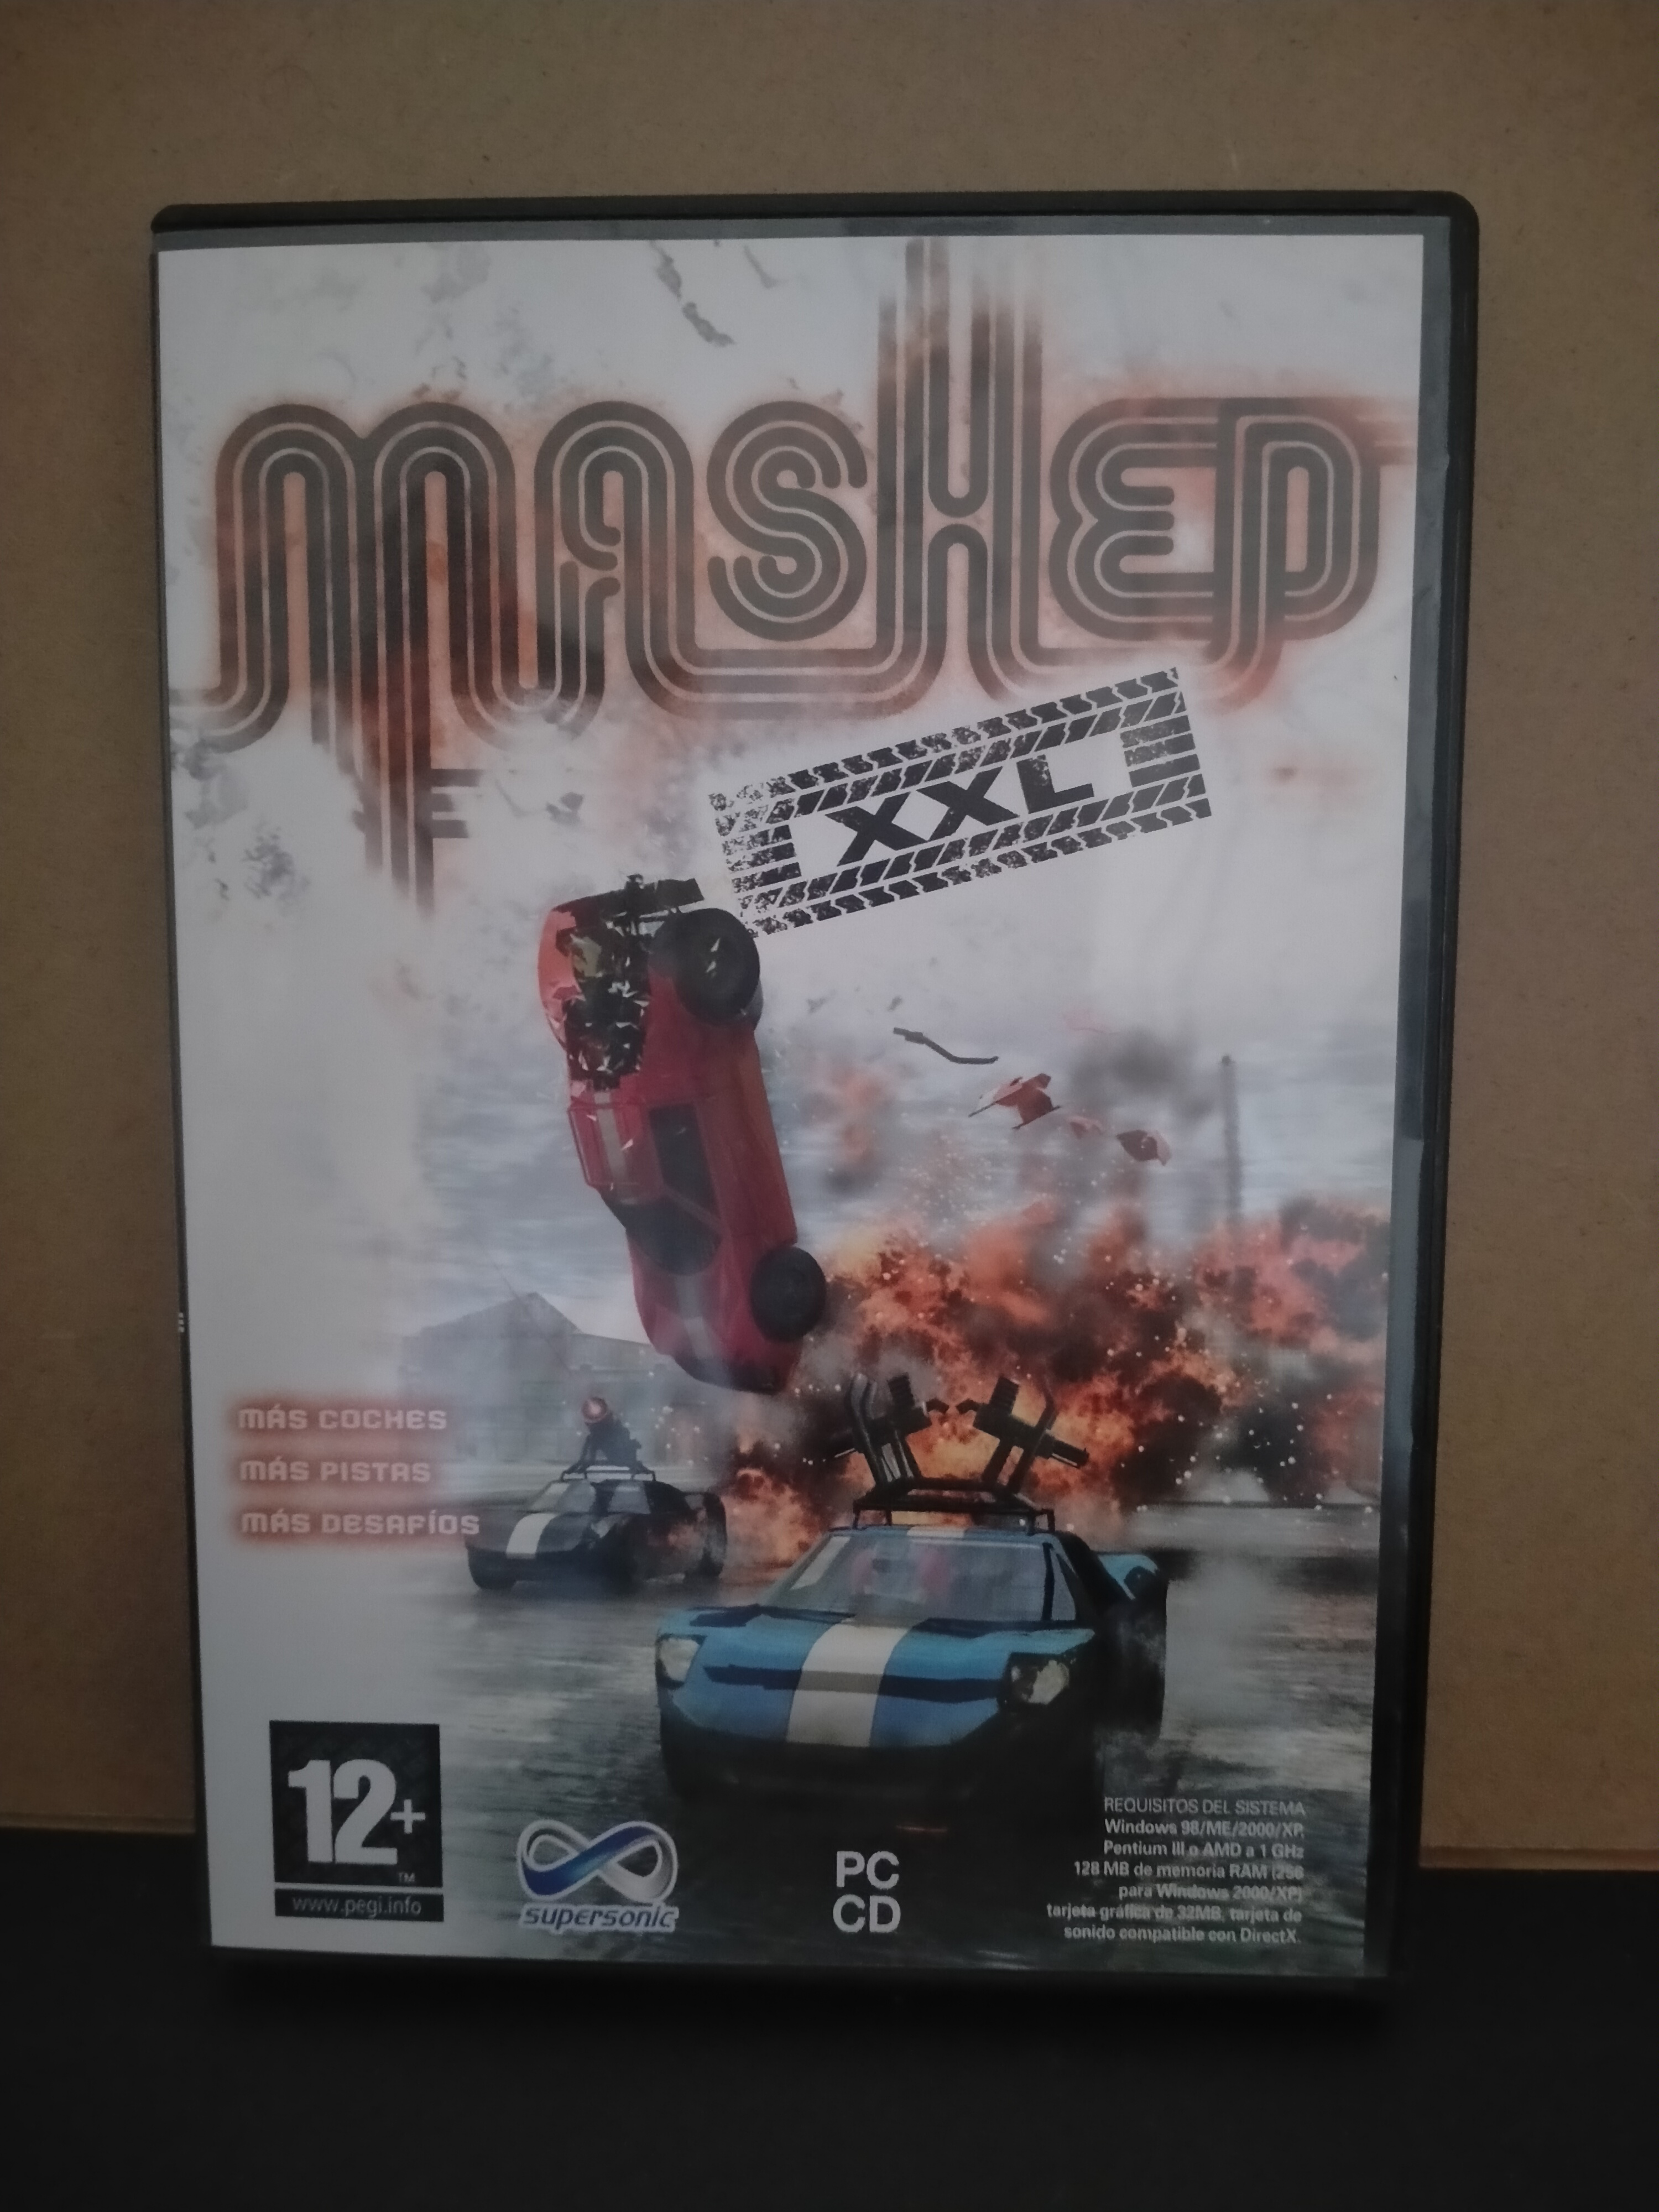 MASHED
XXL
MÁS COCHES
MÁS PISTAS
MÁS DESAFÍOS
12+
TM
www.pegi.info
supersonic
PC
CD
REQUISITOS DEL SISTEMA
Windows 98/ME/2000/XP,
Pentium III o AMD a 1 GHz
128 MB de memoria RAM (256
para Windows 2000/XP)
tarjeta gráfica de 32MB, tarjeta de
sonido compatible con DirectX.